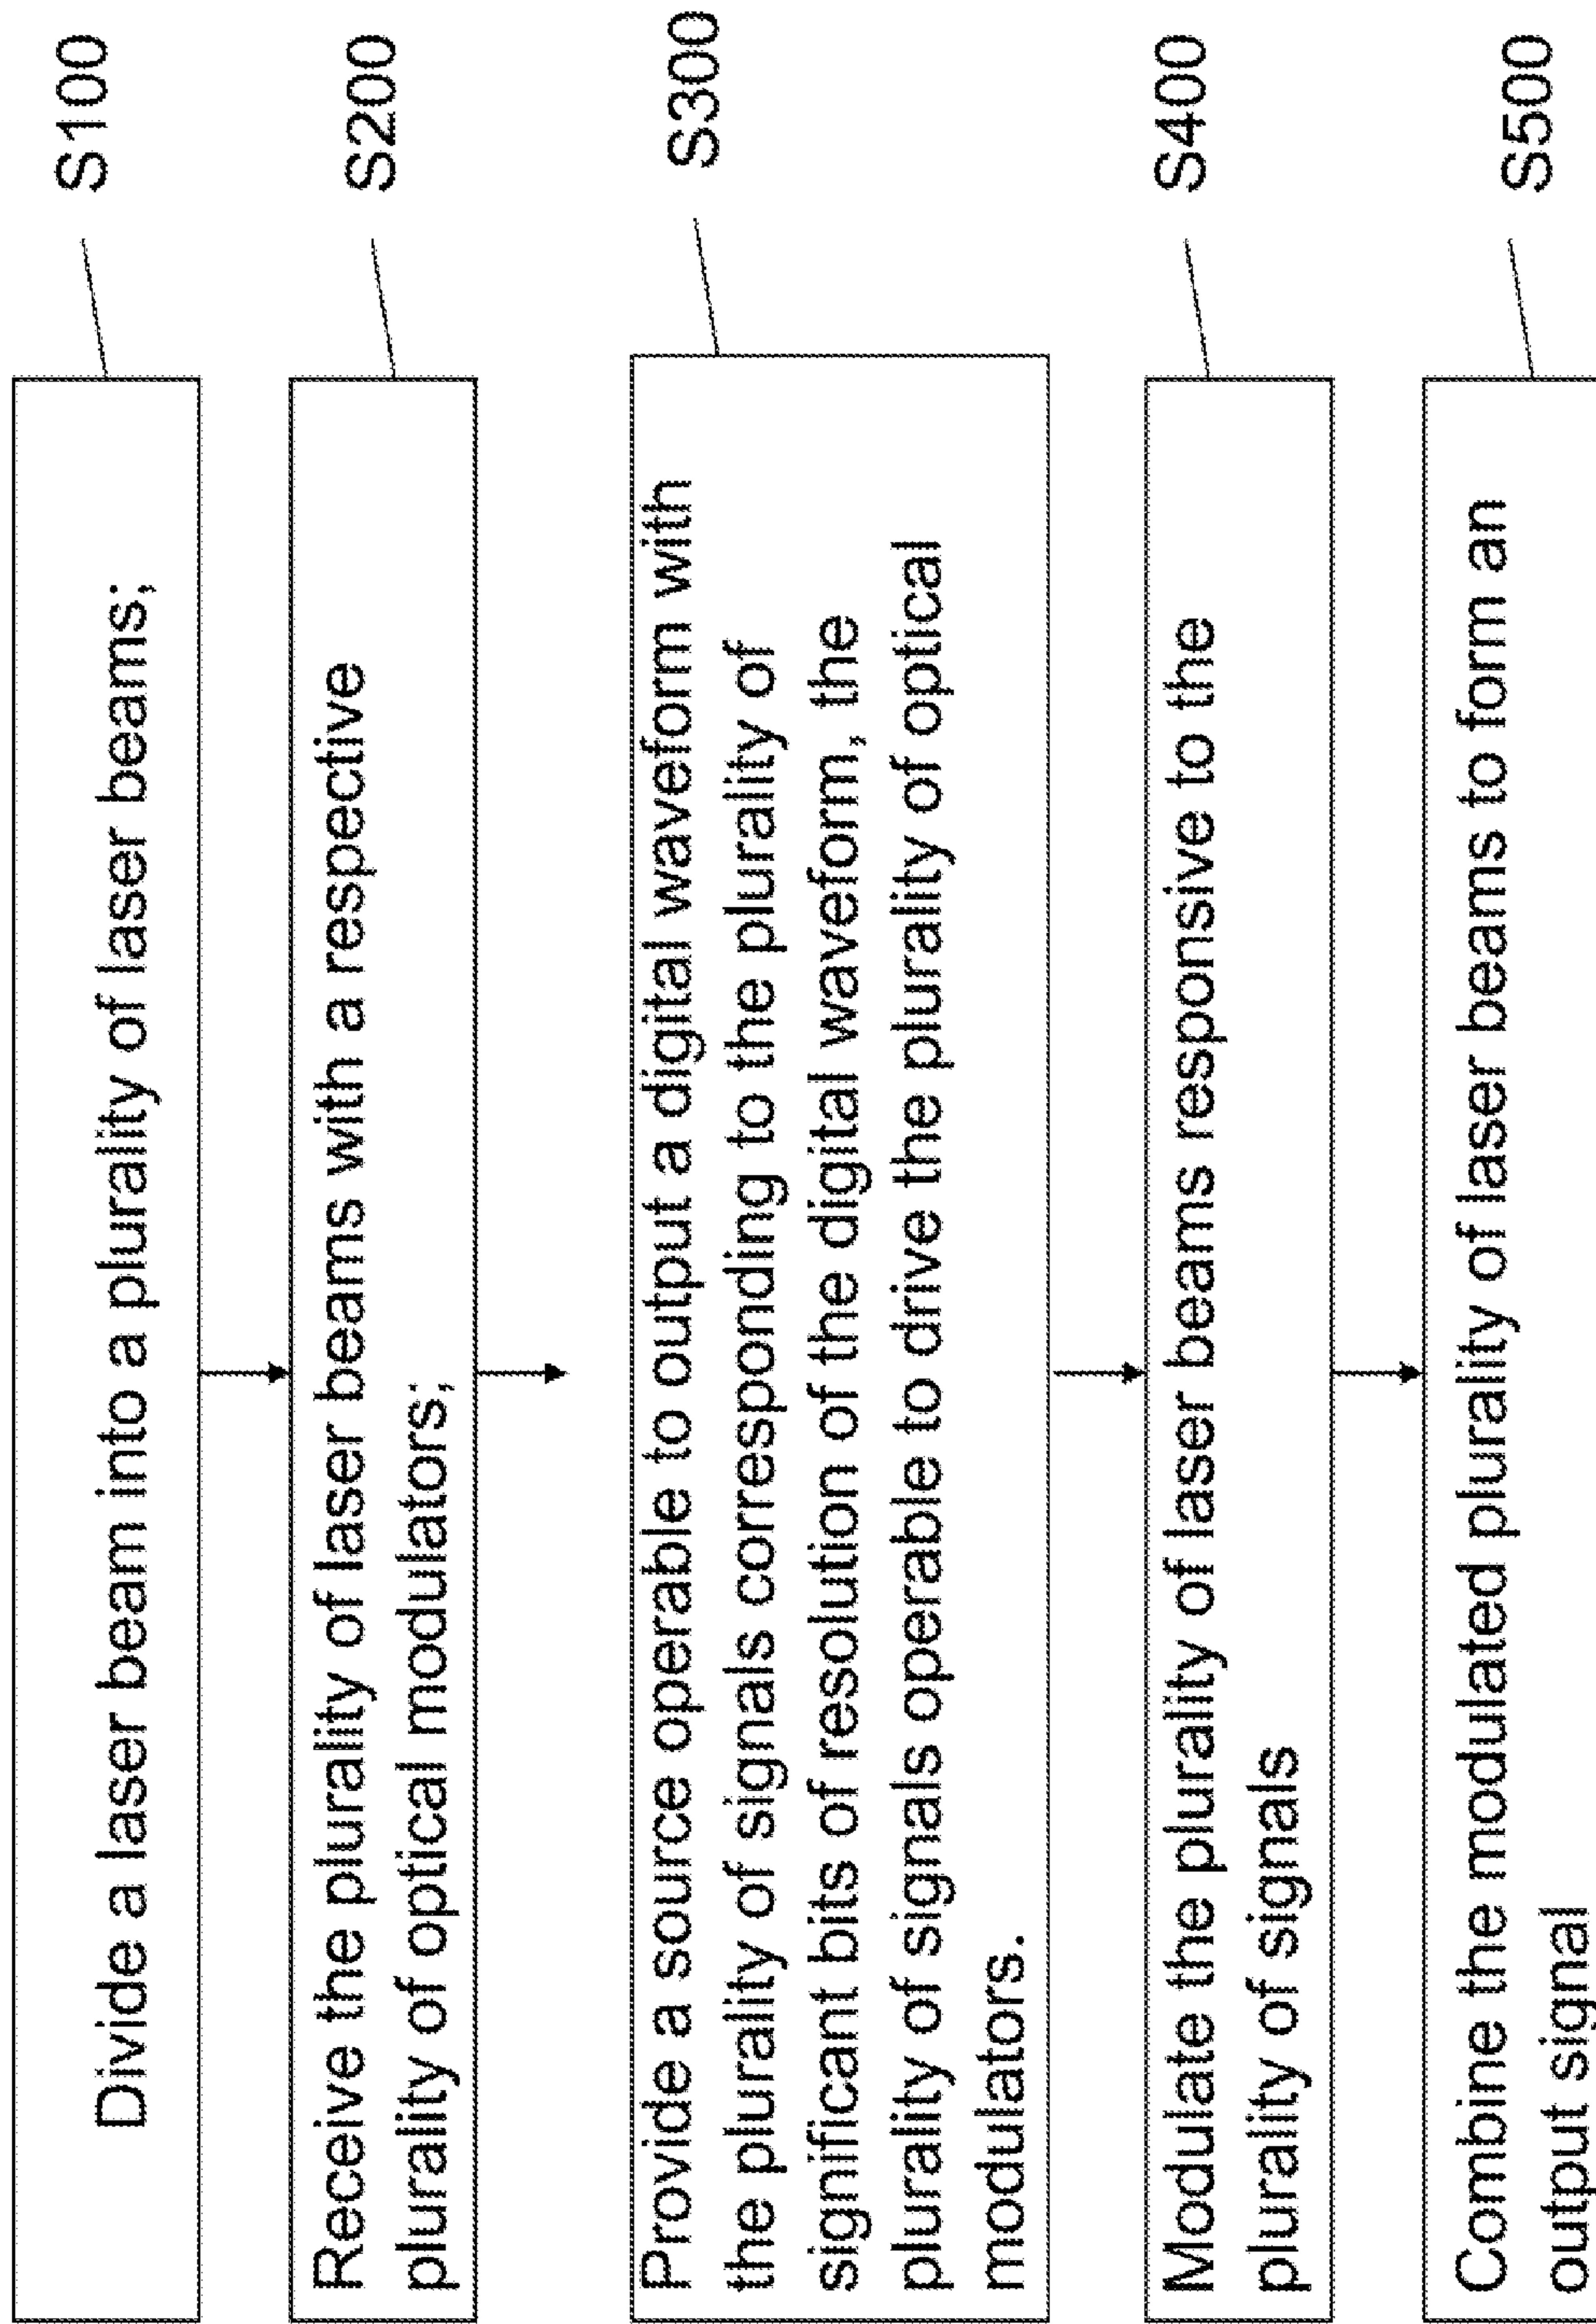 Divide a laser beam into a plurality of laser beams;
S100
Receive the plurality of laser beams with a respective
plurality of optical modulators;
S200
Provide a source operable to output a digital waveform with
the plurality of signals corresponding to the plurality of
significant bits of resolution of the digital waveform, the
plurality of signals operable to drive the plurality of optical
modulators.
S300
Modulate the plurality of laser beams responsive to the
plurality of signals
S400
Combine the modulated plurality of laser beams to form an
output signal
S500